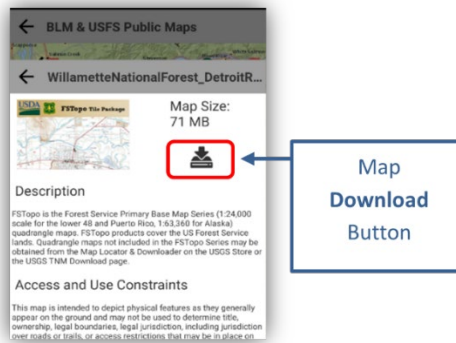 BLM & USFS Public Maps
WillametteNationalForest_DetroitR...
USDA FSTopo Tile Package
Map Size:
71 MB
Description
FSTopo is the Forest Service Primary Base Map Series (1:24,000
scale for the lower 48 and Puerto Rico, 1:63,360 for Alaska)
quadrangle maps. FSTopo products cover the US Forest Service
lands. Quadrangle maps not included in the FSTopo Series may be
obtained from the Map Locator & Downloader on the USGS Store or
the USGS TNM Download page.
Access and Use Constraints
This map is intended to depict physical features as they generally
appear on the ground and may not be used to determine title,
ownership, legal boundaries, legal jurisdiction, including jurisdiction
over roads or trails, or access restrictions that may be in place on
Map
Download
Button